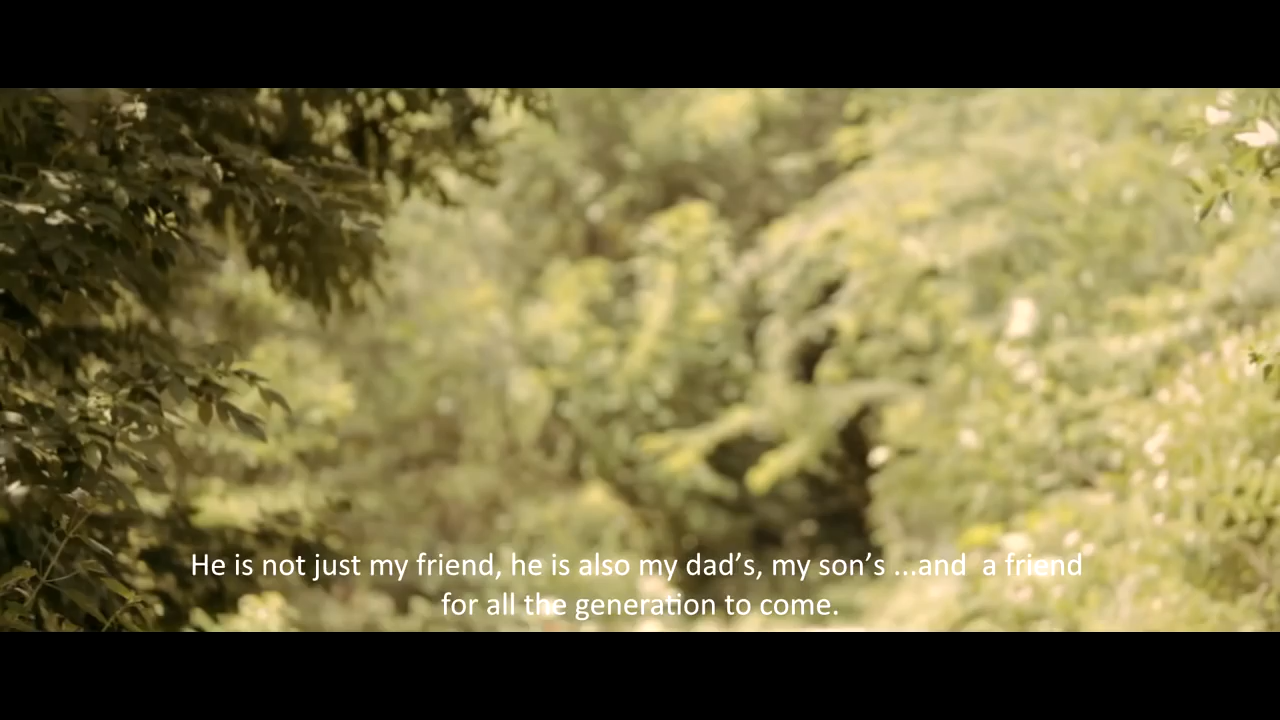 He is not just my friend, he is also my dad’s, my son’s ...and  a friend
for all the generation to come.